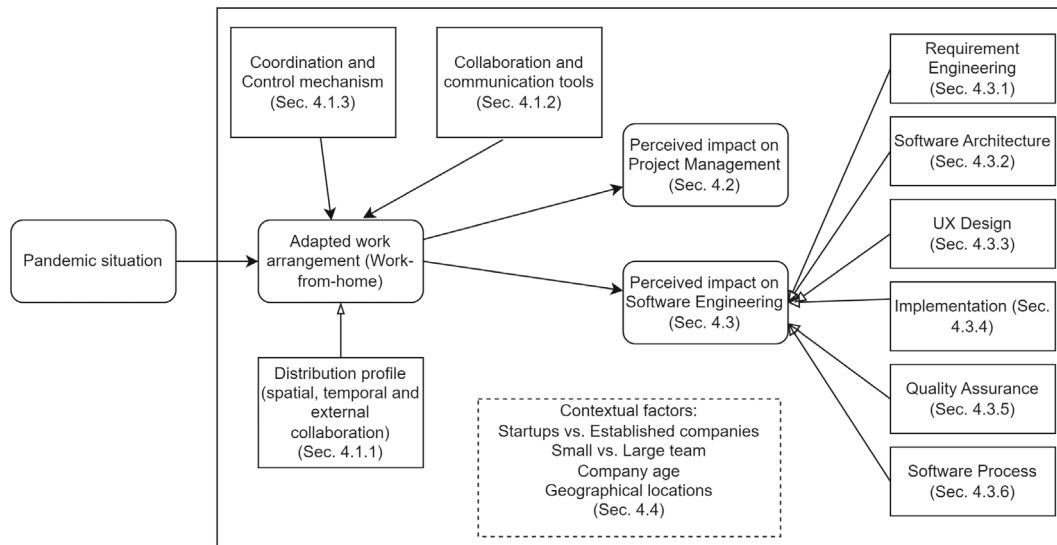 Coordination and
Control mechanism
(Sec. 4.1.3)
Collaboration and
communication tools
(Sec. 4.1.2)
Requirement
Engineering
(Sec. 4.3.1)
Perceived impact on
Project Management
(Sec. 4.2)
Software Architecture
(Sec. 4.3.2)
Pandemic situation
Adapted work
arrangement (Work-
from-home)
UX Design
(Sec. 4.3.3)
Perceived impact on
Software Engineering
(Sec. 4.3)
Implementation (Sec.
4.3.4)
Distribution profile
(spatial, temporal and
external
collaboration)
(Sec. 4.1.1)
Contextual factors:
Startups vs. Established companies
Small vs. Large team
Company age
Geographical locations
(Sec. 4.4)
Quality Assurance
(Sec. 4.3.5)
Software Process
(Sec. 4.3.6)